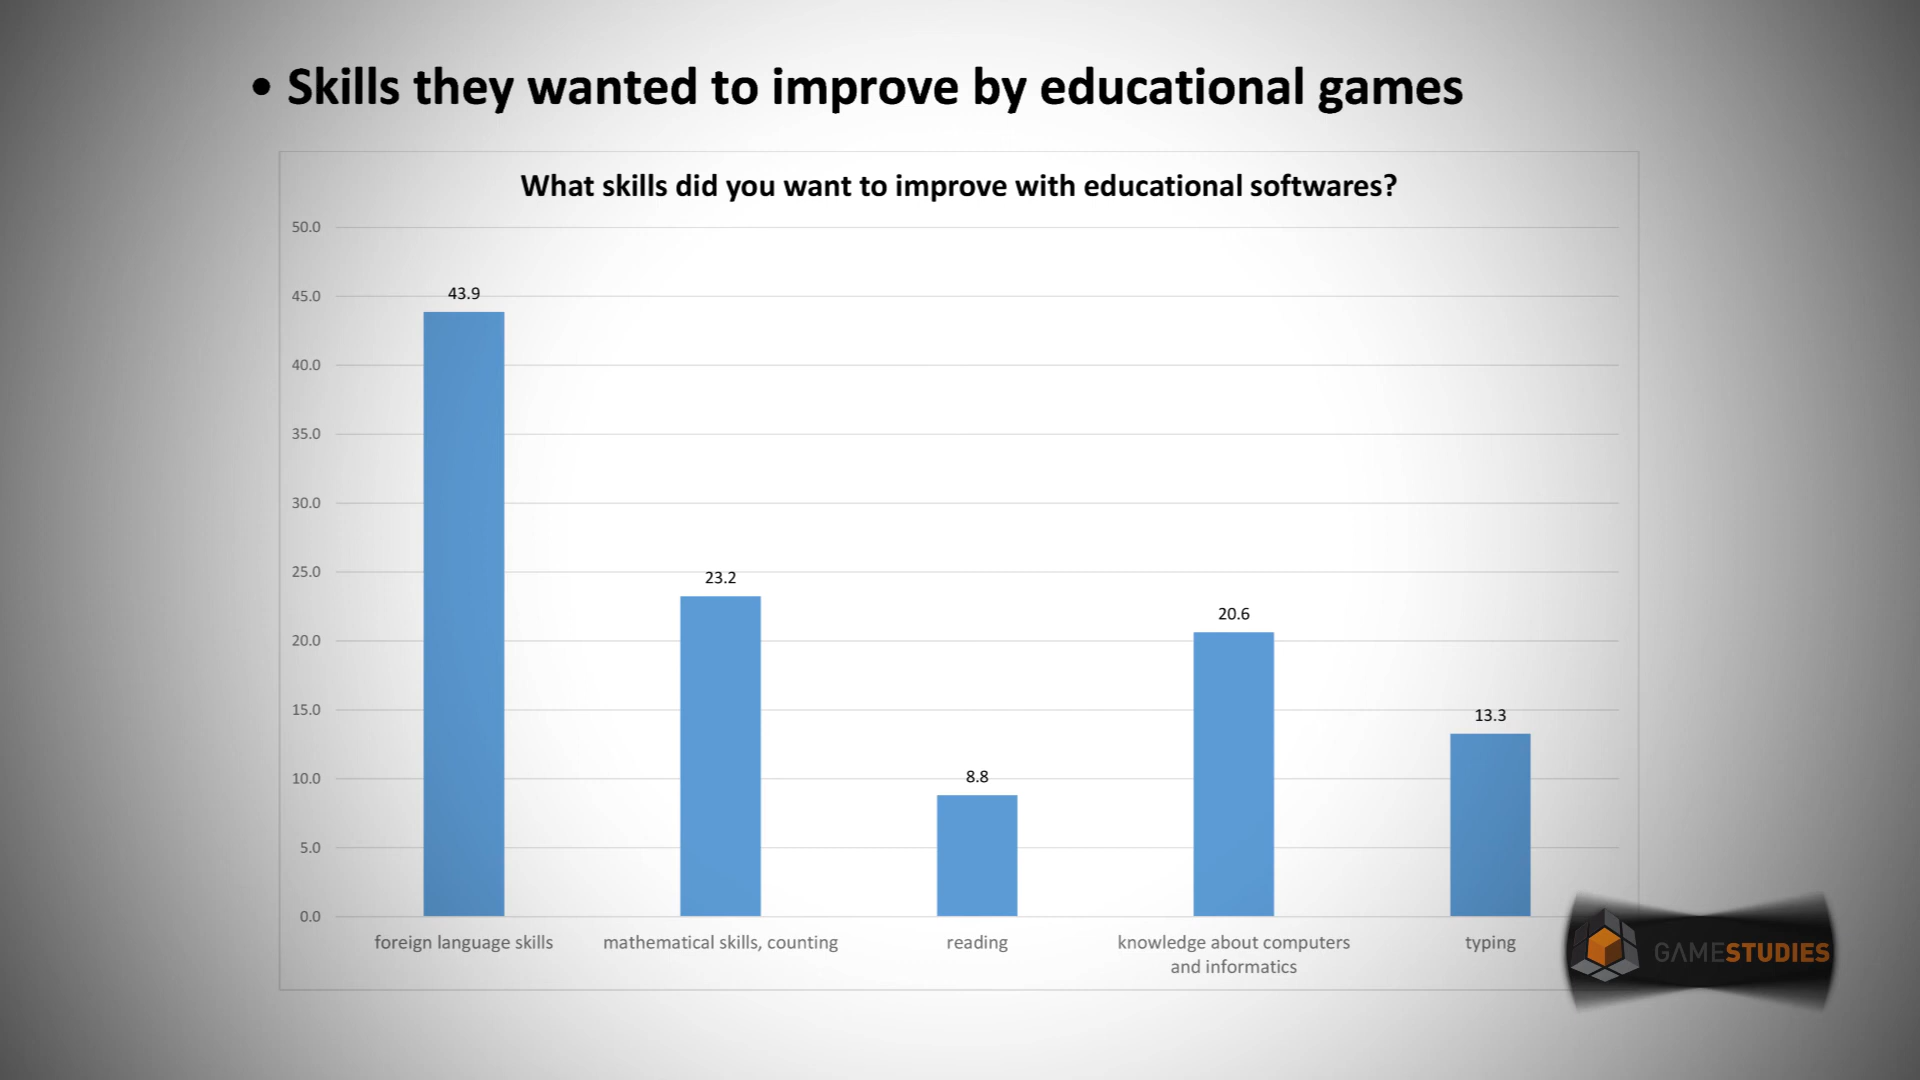 • Skills they wanted to improve by educational games
What skills did you want to improve with educational softwares?
50.0
45.0
40.0
35.0
30.0
25.0
20.0
15.0
10.0
5.0
0.0
43.9
23.2
8.8
20.6
13.3
foreign language skills
mathematical skills, counting
reading
knowledge about computers
and informatics
typing
GAMESTUDIES